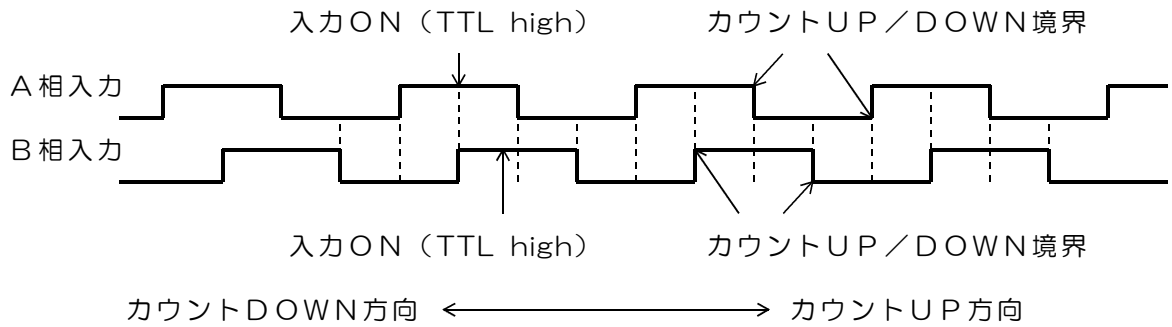 入力ON（TTL high） カウントUP／DOWN境界
A相入力
B相入力
入力ON（TTL high） カウントUP／DOWN境界
カウントDOWN方向 カウントUP方向